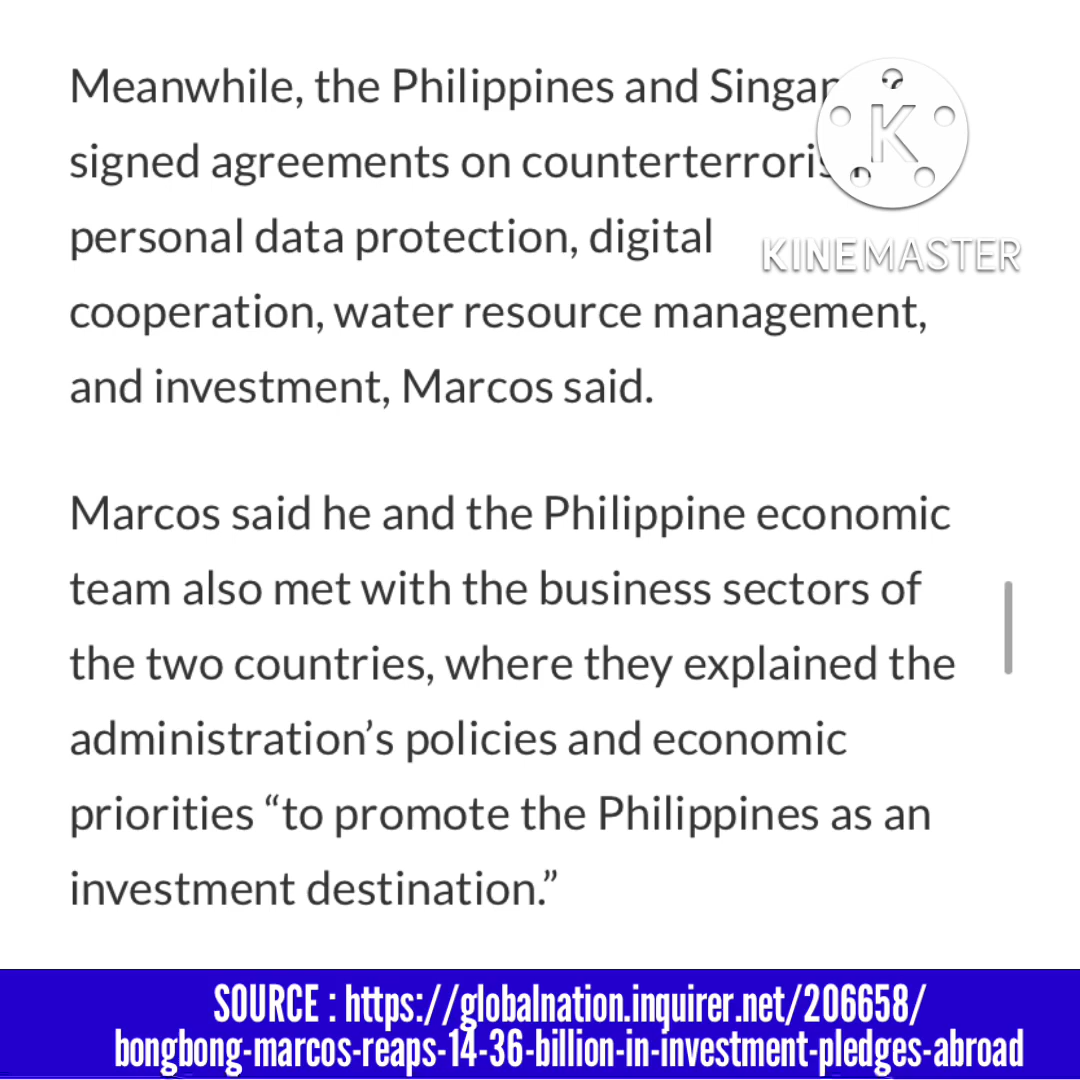 Meanwhile, the Philippines and
signed agreements on
personal data protection, digital
cooperation, water resource management,
and investment, Marcos said.
Marcos said he and the Philippine economic
team also met with the business sectors of
the two countries, where they explained the
administration’s policies and economic
priorities “to promote the Philippines as an
investment destination.”
K
KINEMASTER
SOURCE : https://globalnation.inquirer.net/206658/
bongbong-marcos-reaps-14-36-billion-in-investment-pledges-abroad